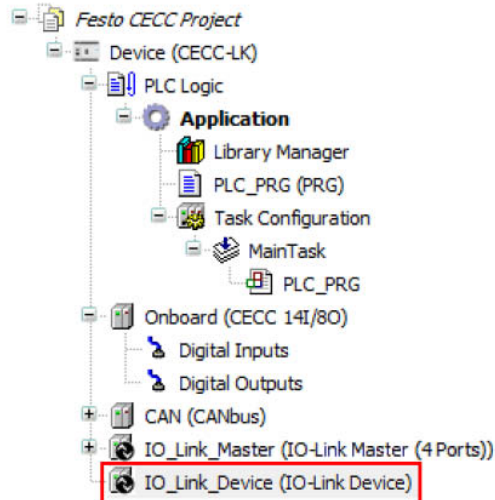 Festo CECC Project
Device (CECC-LK)
PLC Logic
Application
Library Manager
PLC_PRG (PRG)
Task Configuration
MainTask
PLC_PRG
Onboard (CECC 14I/8O)
Digital Inputs
Digital Outputs
CAN (CANbus)
IO_Link_Master (IO-Link Master (4 Ports))
IO_Link_Device (IO-Link Device)